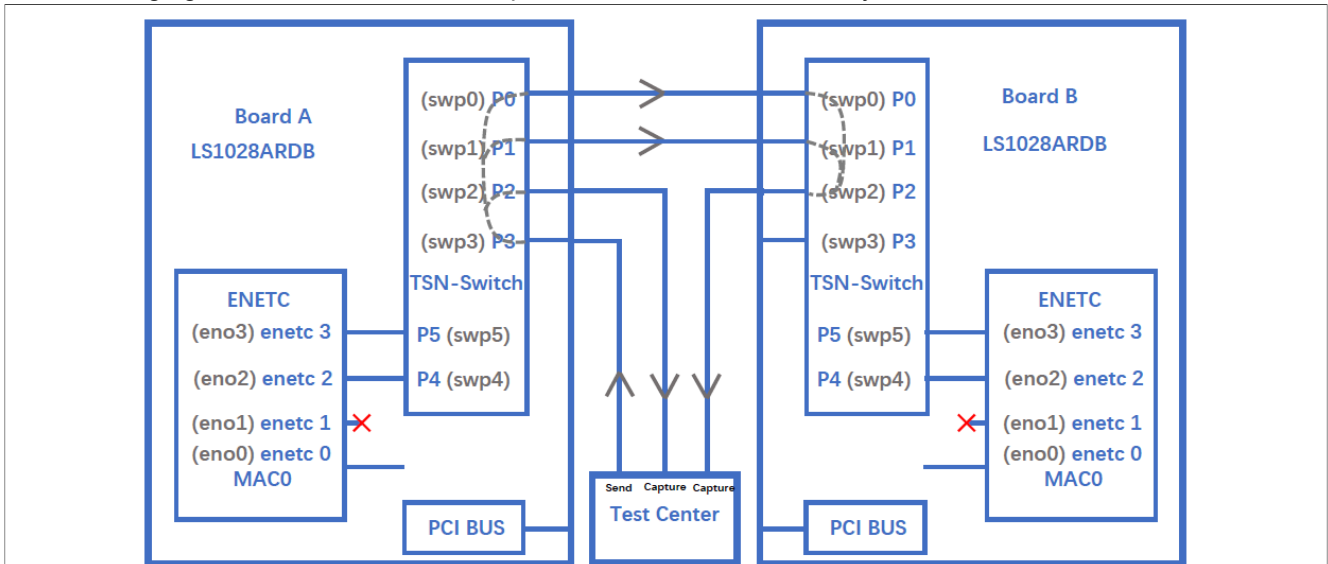 Board A
LS1028ARDB
(swp0) P0
(swp1) P1
(swp2) P2
(swp3) P3
TSN-Switch
P5 (swp5)
P4 (swp4)
ENETC
(eno3) enetc 3
(eno2) enetc 2
(eno1) enetc 1
(eno0) enetc 0
MAC0
PCI BUS
Send Capture Capture
Test Center
(swp0) P0
(swp1) P1
(swp2) P2
(swp3) P3
TSN-Switch
P5 (swp5)
P4 (swp4)
Board B
LS1028ARDB
ENETC
(eno3) enetc 3
(eno2) enetc 2
(eno1) enetc 1
(eno0) enetc 0
MAC0
PCI BUS